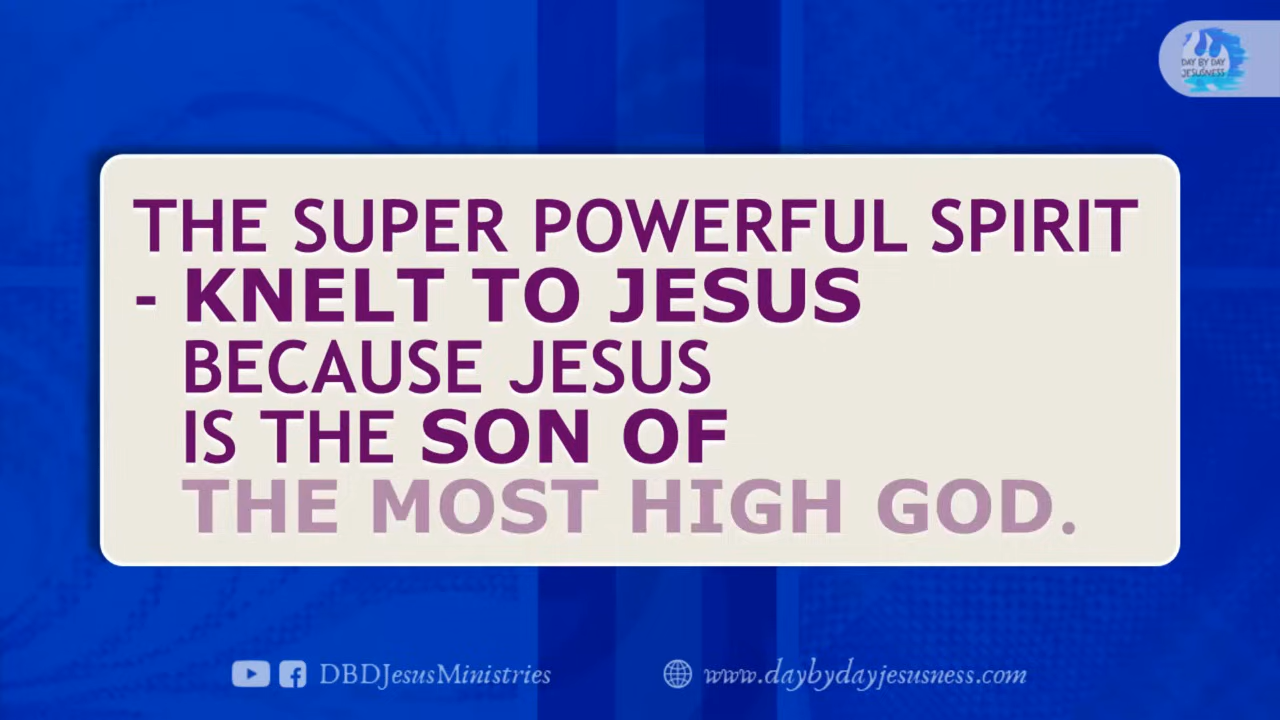 DAY BY DAY
JESUSNESS
THE SUPER POWERFUL SPIRIT
- KNELT TO JESUS
BECAUSE JESUS
IS THE SON OF
THE MOST HIGH GOD.
DBDJesusMinistries
www.daybydayjesusness.com